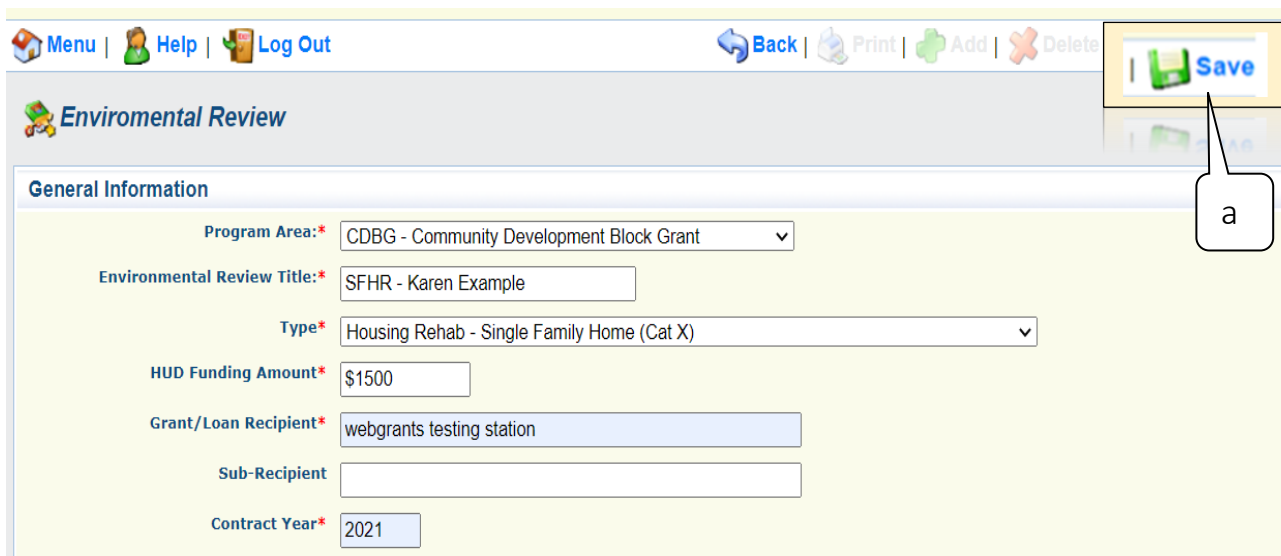 Menu | Help | Log Out Back | Print | Add | Delete | Save
Enviromental Review
General Information
a
Program Area:* CDBG - Community Development Block Grant
Environmental Review Title:* SFHR - Karen Example
Type* Housing Rehab - Single Family Home (Cat X)
HUD Funding Amount* $1500
Grant/Loan Recipient* webgrants testing station
Sub-Recipient
Contract Year* 2021